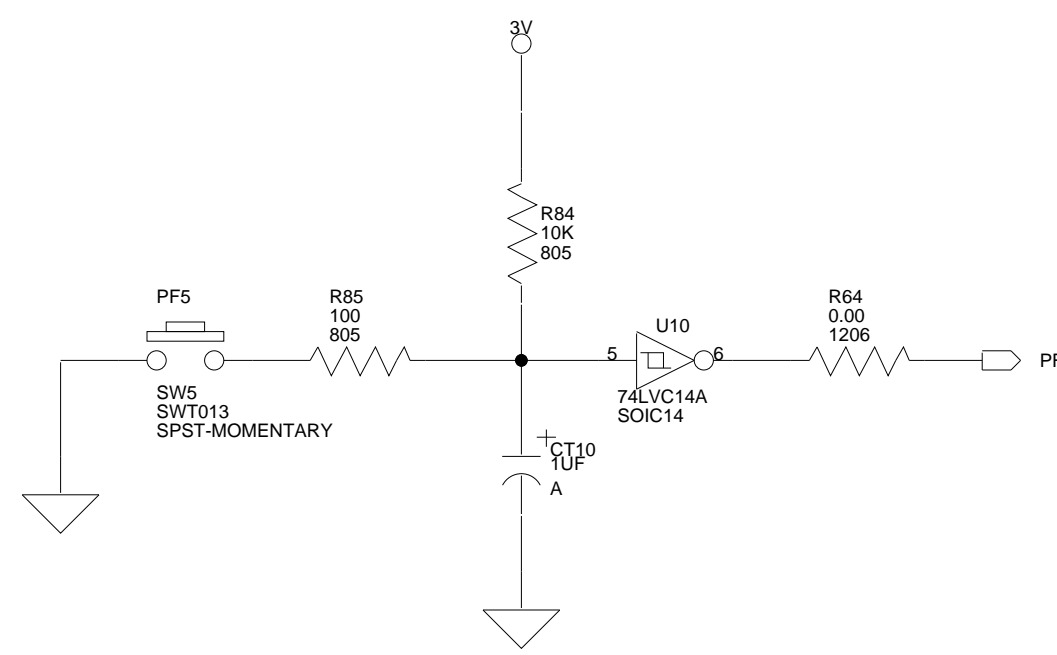 3V
R84
10K
805
PF5
R85
100
805
R64
0.00
1206
U10
5
6
PF
74LVC14A
SOIC14
SW5
SWT013
SPST-MOMENTARY
CT10
1UF
A